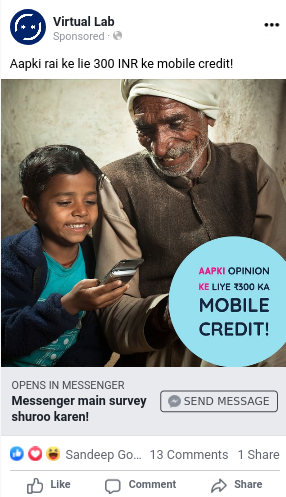 Virtual Lab
Sponsored ·
Aapki rai ke lie 300 INR ke mobile credit!
AAPKI OPINION
KE LIYE ₹300 KA
MOBILE
CREDIT!
OPENS IN MESSENGER
Messenger main survey
shuroo karen!
SEND MESSAGE
Sandeep Go... 13 Comments 1 Share
Like Comment Share